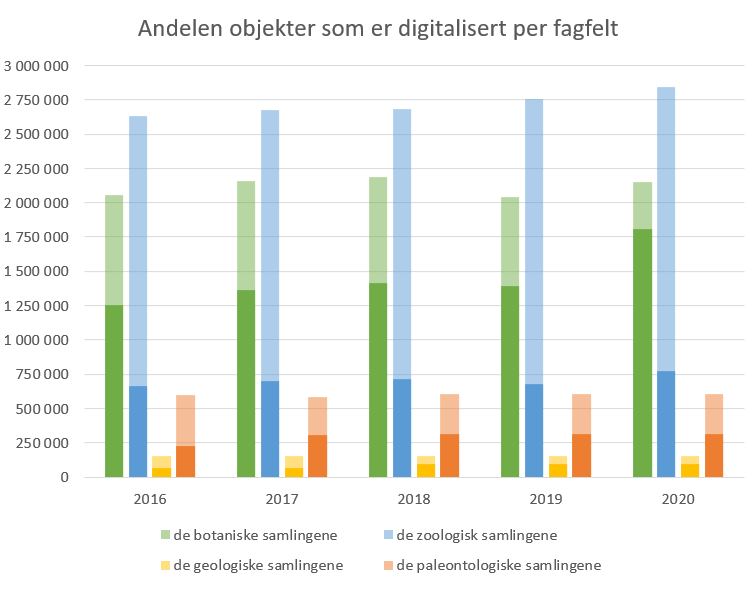 Andelen objekter som er digitalisert per fagfelt
3 000 000
2 750 000
2 500 000
2 250 000
2 000 000
1 750 000
1 500 000
1 250 000
1 000 000
750 000
500 000
250 000
0
2016 2017 2018 2019 2020
de botaniske samlingene de zoologisk samlingene
de geologiske samlingene de paleontologiske samlingene